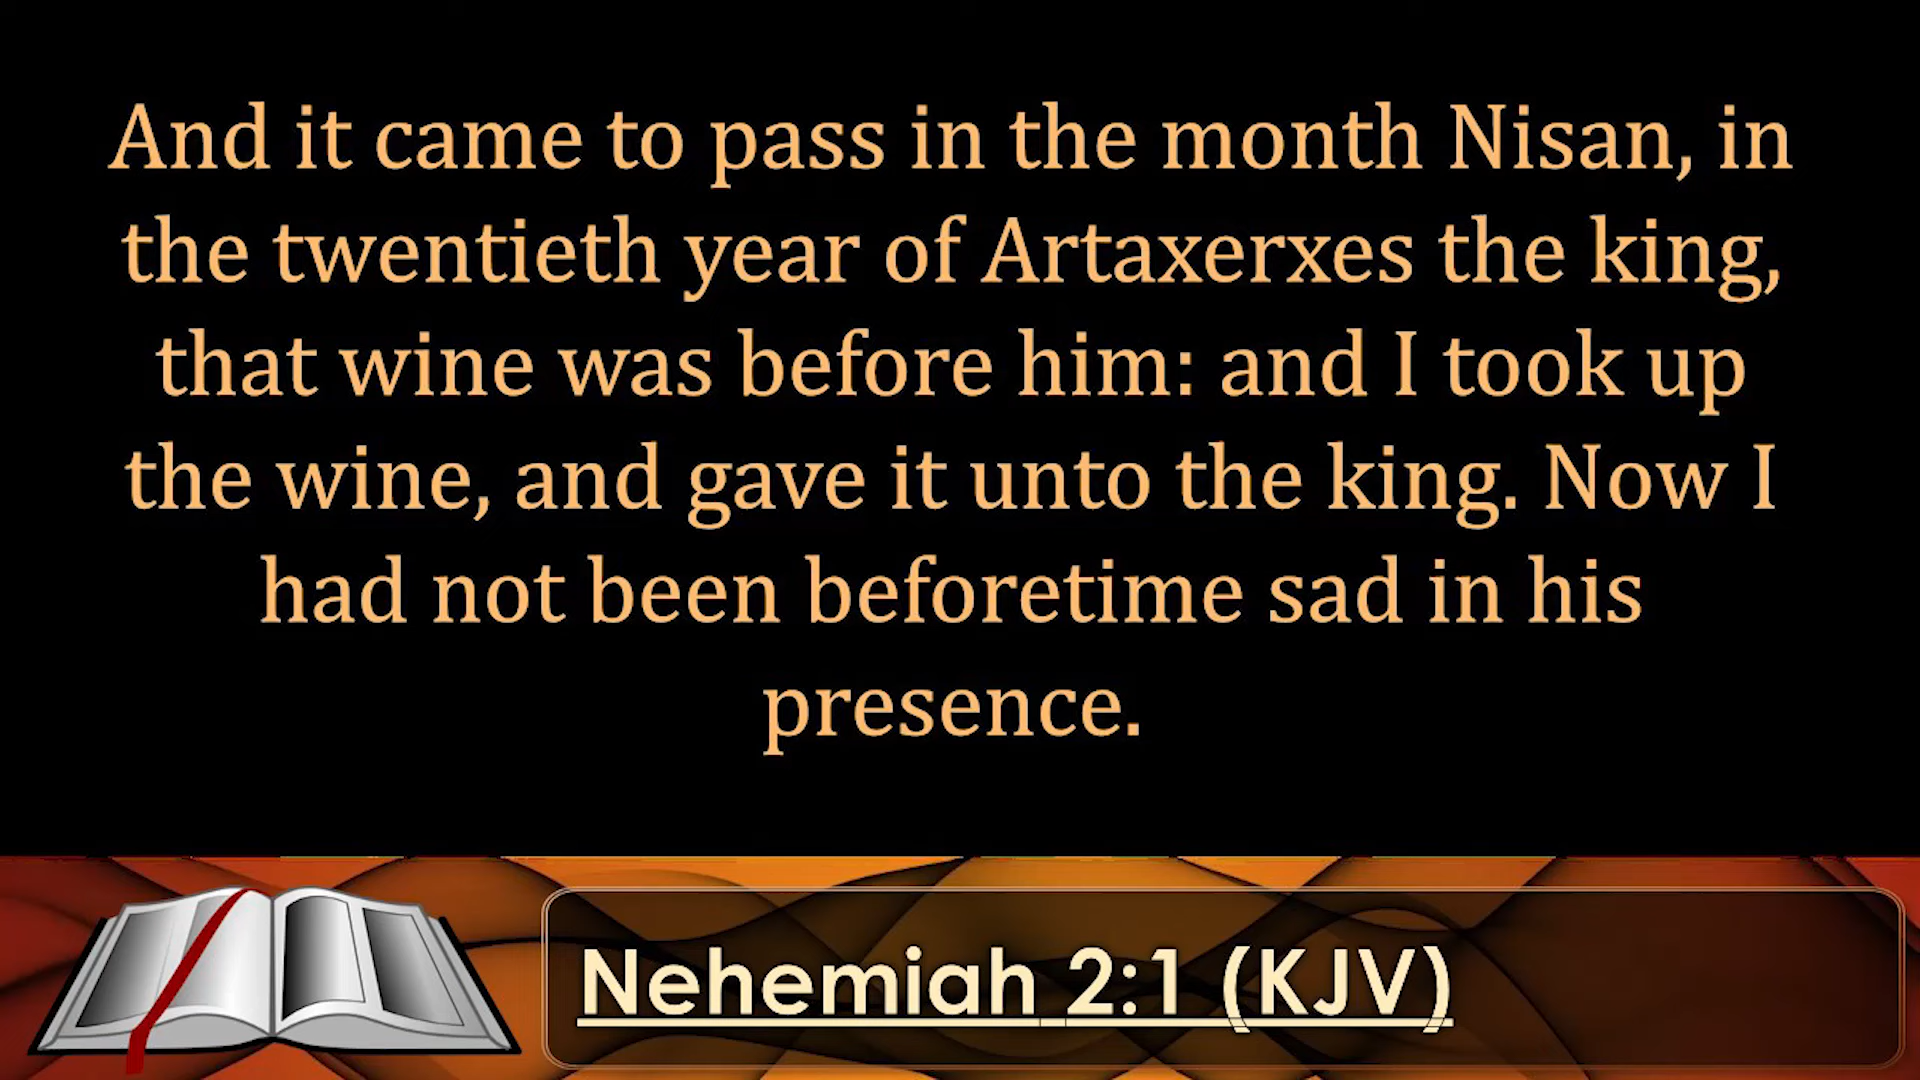 And it came to pass in the month Nisan, in
the twentieth year of Artaxerxes the king,
that wine was before him: and I took up
the wine, and gave it unto the king. Now I
had not been beforetime sad in his
presence.
Nehemiah 2:1 (KJV)